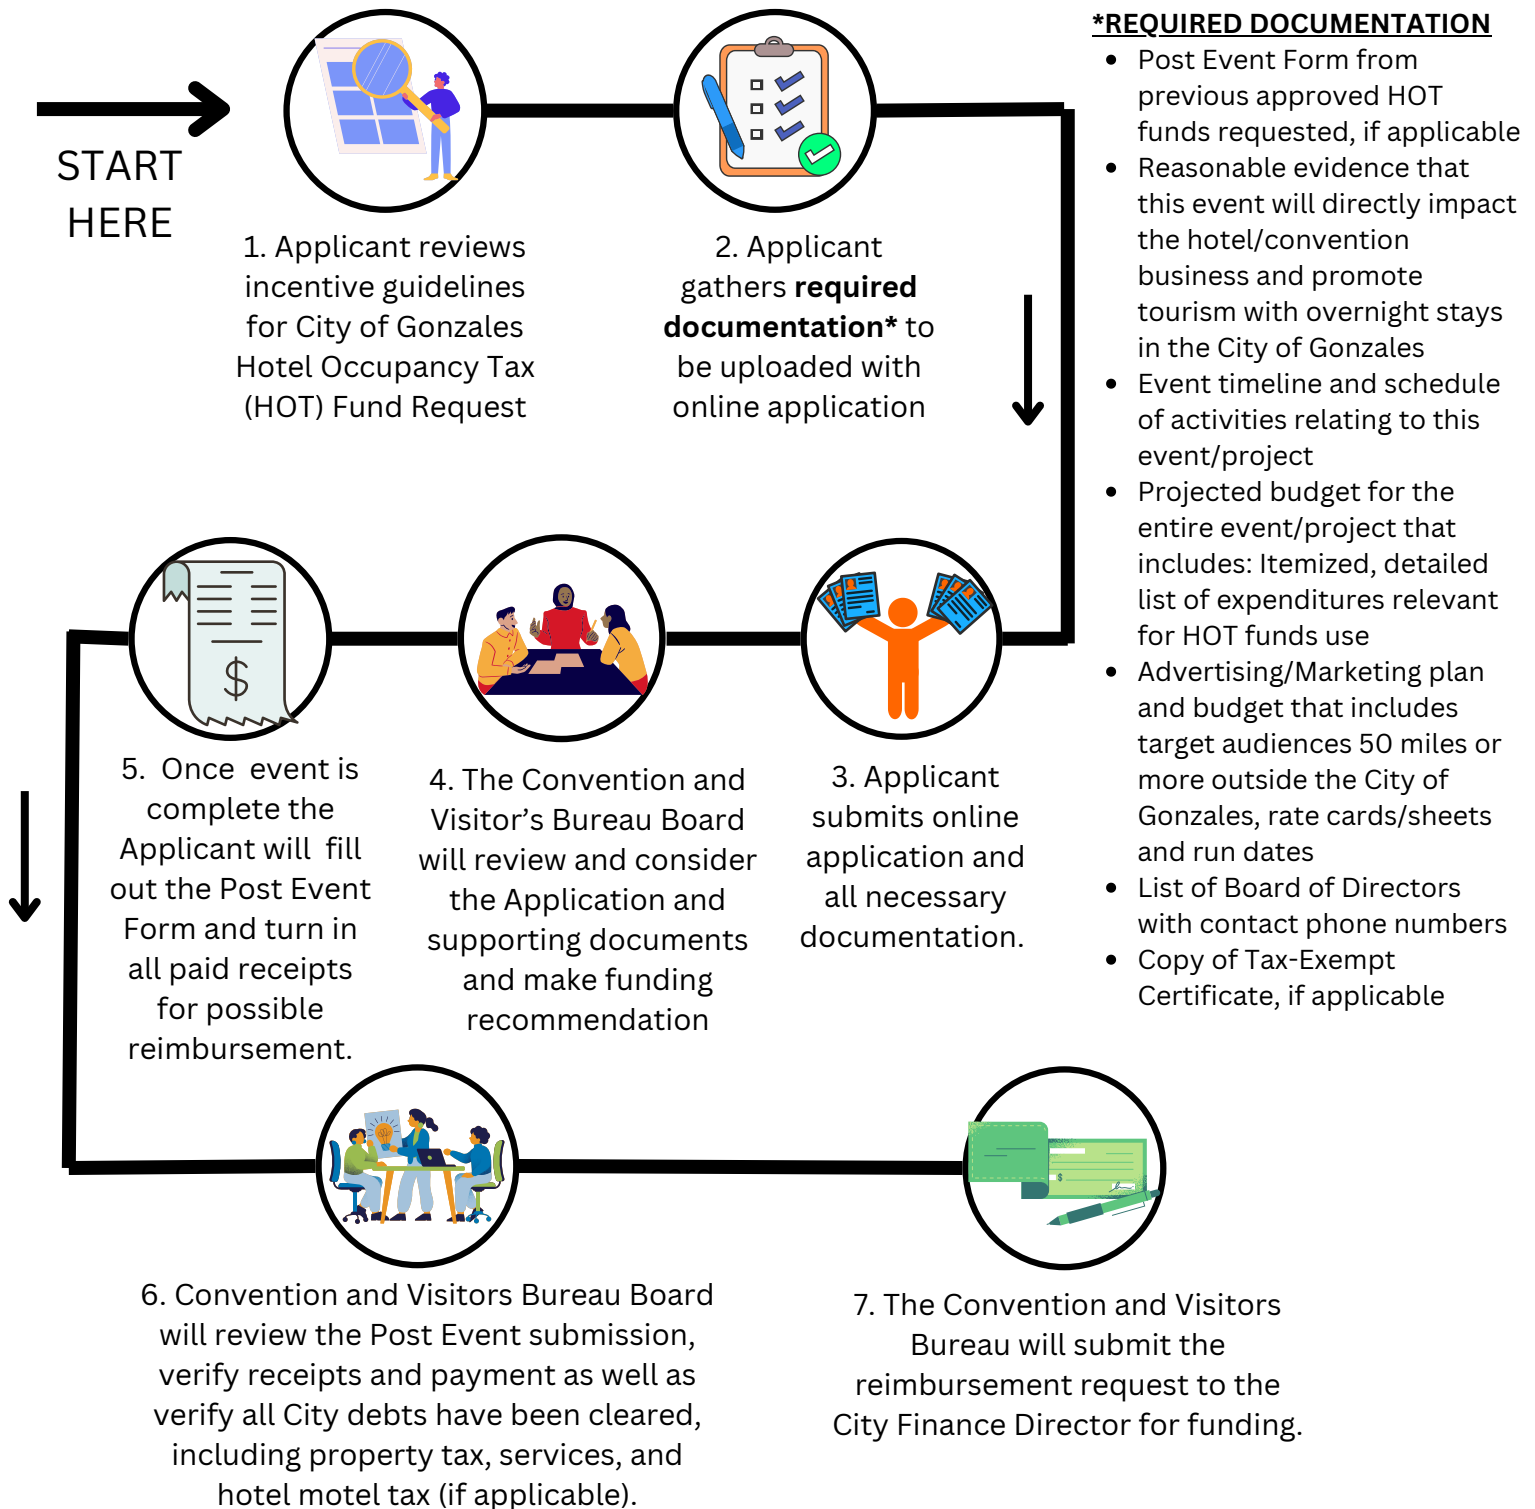 START
HERE
1. Applicant reviews
incentive guidelines
for City of Gonzales
Hotel Occupancy Tax
(HOT) Fund Request
2. Applicant
gathers required
documentation* to
be uploaded with
online application
*REQUIRED DOCUMENTATION
• Post Event Form from
previous approved HOT
funds requested, if applicable
• Reasonable evidence that
this event will directly impact
the hotel/convention
business and promote
tourism with overnight stays
in the City of Gonzales
• Event timeline and schedule
of activities relating to this
event/project
• Projected budget for the
entire event/project that
includes: Itemized, detailed
list of expenditures relevant
for HOT funds use
• Advertising/Marketing plan
and budget that includes
target audiences 50 miles or
more outside the City of
Gonzales, rate cards/sheets
and run dates
• List of Board of Directors
with contact phone numbers
• Copy of Tax-Exempt
Certificate, if applicable
3. Applicant
submits online
application and
all necessary
documentation.
4. The Convention and
Visitor’s Bureau Board
will review and consider
the Application and
supporting documents
and make funding
recommendation
$
5. Once event is
complete the
Applicant will fill
out the Post Event
Form and turn in
all paid receipts
for possible
reimbursement.
6. Convention and Visitors Bureau Board
will review the Post Event submission,
verify receipts and payment as well as
verify all City debts have been cleared,
including property tax, services, and
hotel motel tax (if applicable).
$
7. The Convention and Visitors
Bureau will submit the
reimbursement request to the
City Finance Director for funding.